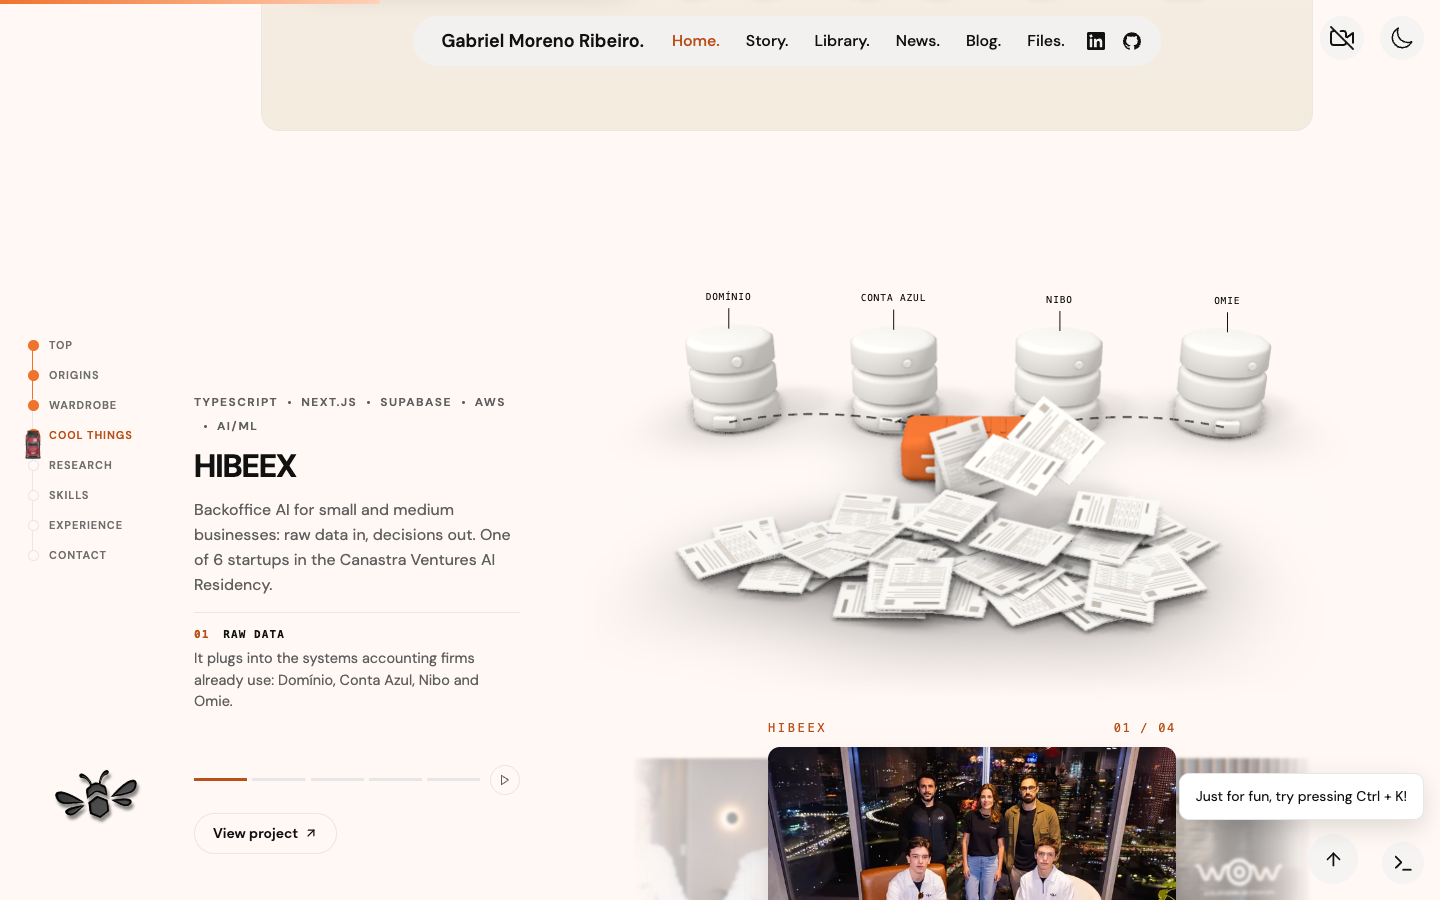 Gabriel Moreno Ribeiro.
Home.
Story.
Library.
News.
Blog.
Files.
DOMÍNIO
CONTA AZUL
NIBO
OMIE
TOP
ORIGINS
WARDROBE
COOL THINGS
RESEARCH
SKILLS
EXPERIENCE
CONTACT
TYPESCRIPT • NEXT.JS • SUPABASE • AWS
• AI/ML
HIBEEX
Backoffice AI for small and medium
businesses: raw data in, decisions out. One
of 6 startups in the Canastra Ventures AI
Residency.
01 RAW DATA
It plugs into the systems accounting firms
already use: Domínio, Conta Azul, Nibo and
Omie.
View project
HIBEEX
01 / 04
Just for fun, try pressing Ctrl + K!
WOW